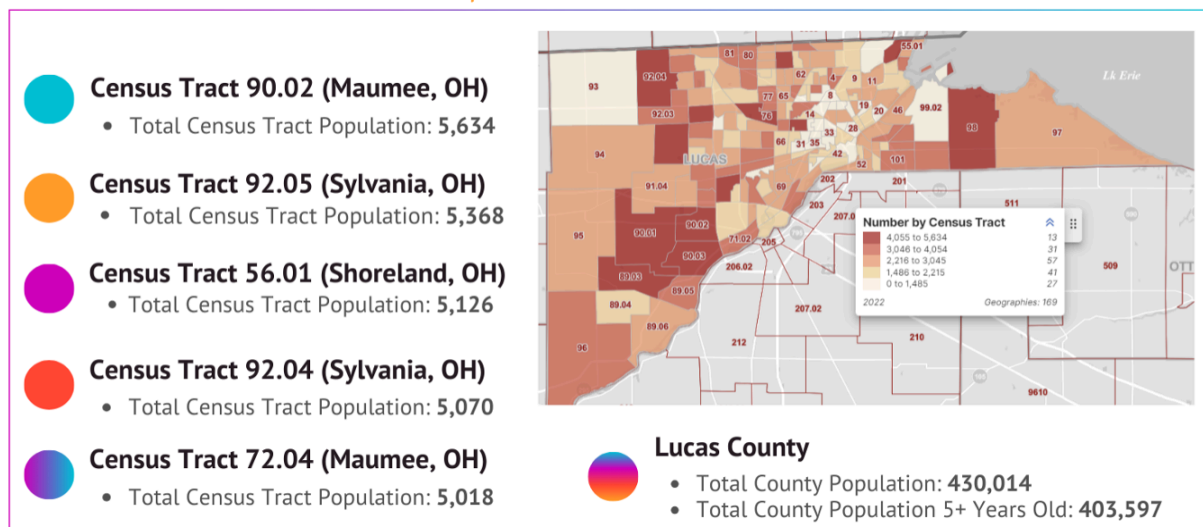 Census Tract 90.02 (Maumee, OH)
• Total Census Tract Population: 5,634
Census Tract 92.05 (Sylvania, OH)
• Total Census Tract Population: 5,368
Census Tract 56.01 (Shoreland, OH)
• Total Census Tract Population: 5,126
Census Tract 92.04 (Sylvania, OH)
• Total Census Tract Population: 5,070
Census Tract 72.04 (Maumee, OH)
• Total Census Tract Population: 5,018
81
80
55.01
Lk Erie
93
92.04
62
4
9
11
92.03
77
65
8
99.02
76
14
19
20
46
98
97
33
28
94
LUCAS
66
31
35
42
52
101
91.04
69
202
201
203
207.0
511
95
90.01
90.02
71.02
205
90.03
206.02
509
OTT
89.03
89.05
89.04
207.02
89.06
210
96
212
9610
Number by Census Tract
4,055 to 5,634 13
3,046 to 4,054 31
2,216 to 3,045 57
1,486 to 2,215 41
0 to 1,485 27
2022 Geographies: 169
Lucas County
• Total County Population: 430,014
• Total County Population 5+ Years Old: 403,597